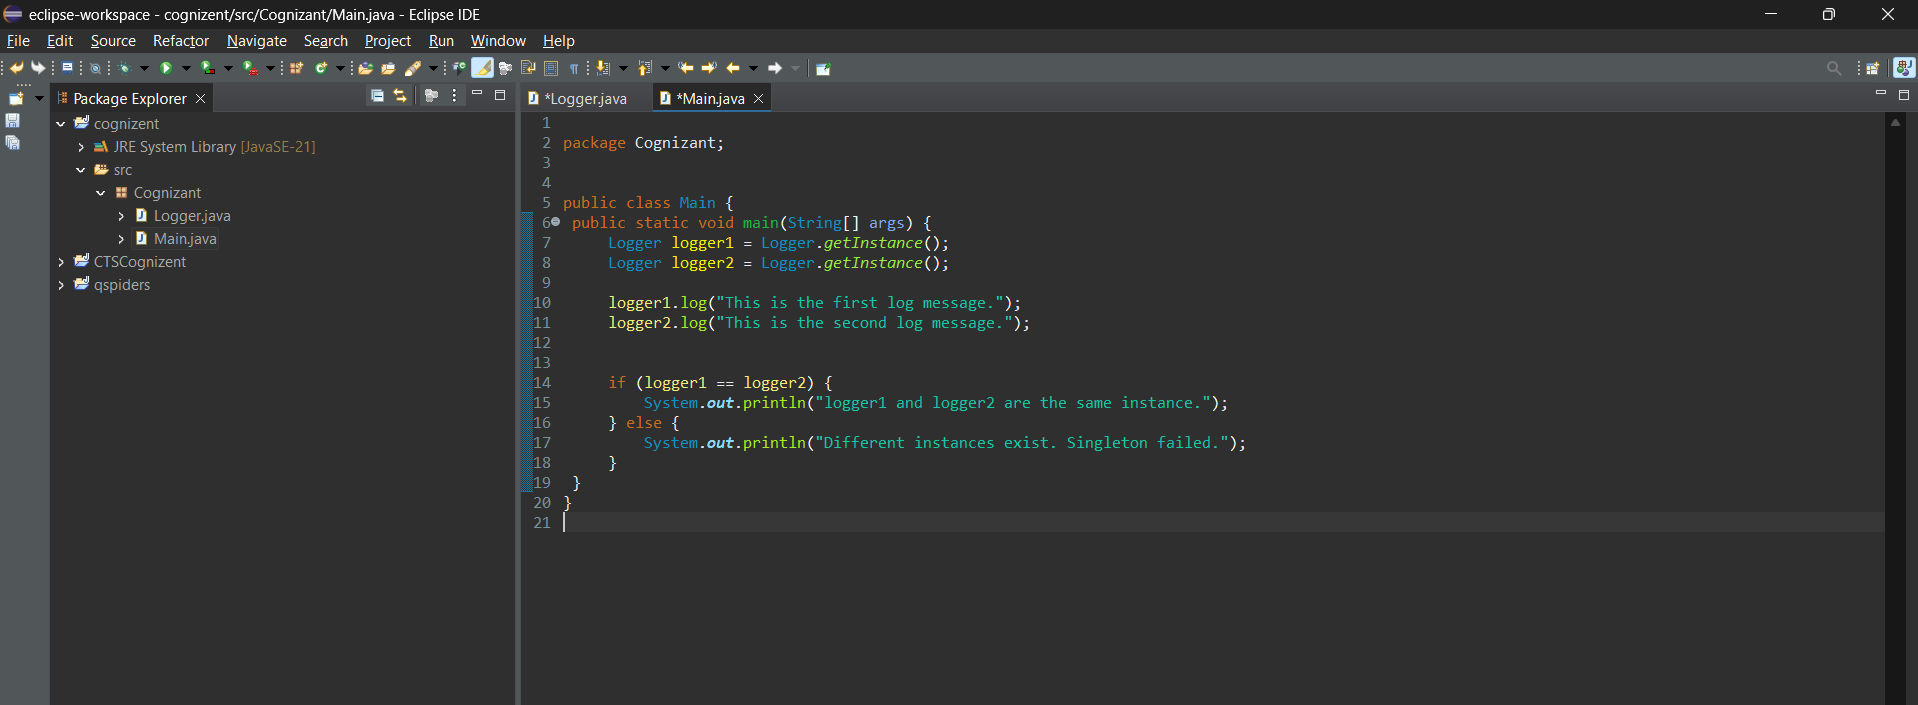 eclipse-workspace - cognizent/src/Cognizant/Main.java - Eclipse IDE
File Edit Source Refactor Navigate Search Project Run Window Help
Package Explorer
cognizent
JRE System Library [JavaSE-21]
src
Cognizant
Logger.java
Main.java
CTSCognizent
qspiders
*Logger.java *Main.java
1
2 package Cognizant;
3
4
5 public class Main {
6 public static void main(String[] args) {
7 Logger logger1 = Logger.getInstance();
8 Logger logger2 = Logger.getInstance();
9
10 logger1.log("This is the first log message.");
11 logger2.log("This is the second log message.");
12
13
14 if (logger1 == logger2) {
15 System.out.println("logger1 and logger2 are the same instance.");
16 } else {
17 System.out.println("Different instances exist. Singleton failed.");
18 }
19 }
20 }
21